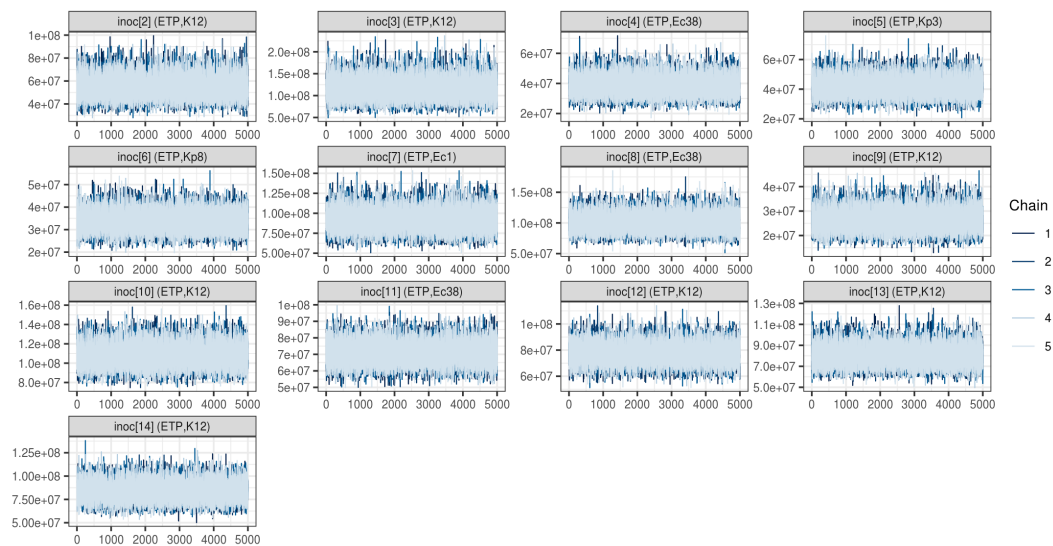 inoc[2] (ETP,K12)
inoc[3] (ETP,K12)
inoc[4] (ETP,Ec38)
inoc[5] (ETP,Kp3)
1e+08
8e+07
6e+07
4e+07
0 1000 2000 3000 4000 5000
2.0e+08
1.5e+08
1.0e+08
5.0e+07
0 1000 2000 3000 4000 5000
6e+07
4e+07
2e+07
0 1000 2000 3000 4000 5000
6e+07
4e+07
2e+07
0 1000 2000 3000 4000 5000
inoc[6] (ETP,Kp8)
inoc[7] (ETP,Ec1)
inoc[8] (ETP,Ec38)
inoc[9] (ETP,K12)
5e+07
4e+07
3e+07
2e+07
0 1000 2000 3000 4000 5000
1.50e+08
1.25e+08
1.00e+08
7.50e+07
5.00e+07
0 1000 2000 3000 4000 5000
1.5e+08
1.0e+08
5.0e+07
0 1000 2000 3000 4000 5000
4e+07
3e+07
2e+07
0 1000 2000 3000 4000 5000
Chain
1
2
3
4
5
inoc[10] (ETP,K12)
inoc[11] (ETP,Ec38)
inoc[12] (ETP,K12)
inoc[13] (ETP,K12)
1.6e+08
1.4e+08
1.2e+08
1.0e+08
8.0e+07
0 1000 2000 3000 4000 5000
1e+08
9e+07
8e+07
7e+07
6e+07
5e+07
0 1000 2000 3000 4000 5000
1e+08
8e+07
6e+07
0 1000 2000 3000 4000 5000
1.3e+08
1.1e+08
9.0e+07
7.0e+07
5.0e+07
0 1000 2000 3000 4000 5000
inoc[14] (ETP,K12)
1.25e+08
1.00e+08
7.50e+07
5.00e+07
0 1000 2000 3000 4000 5000